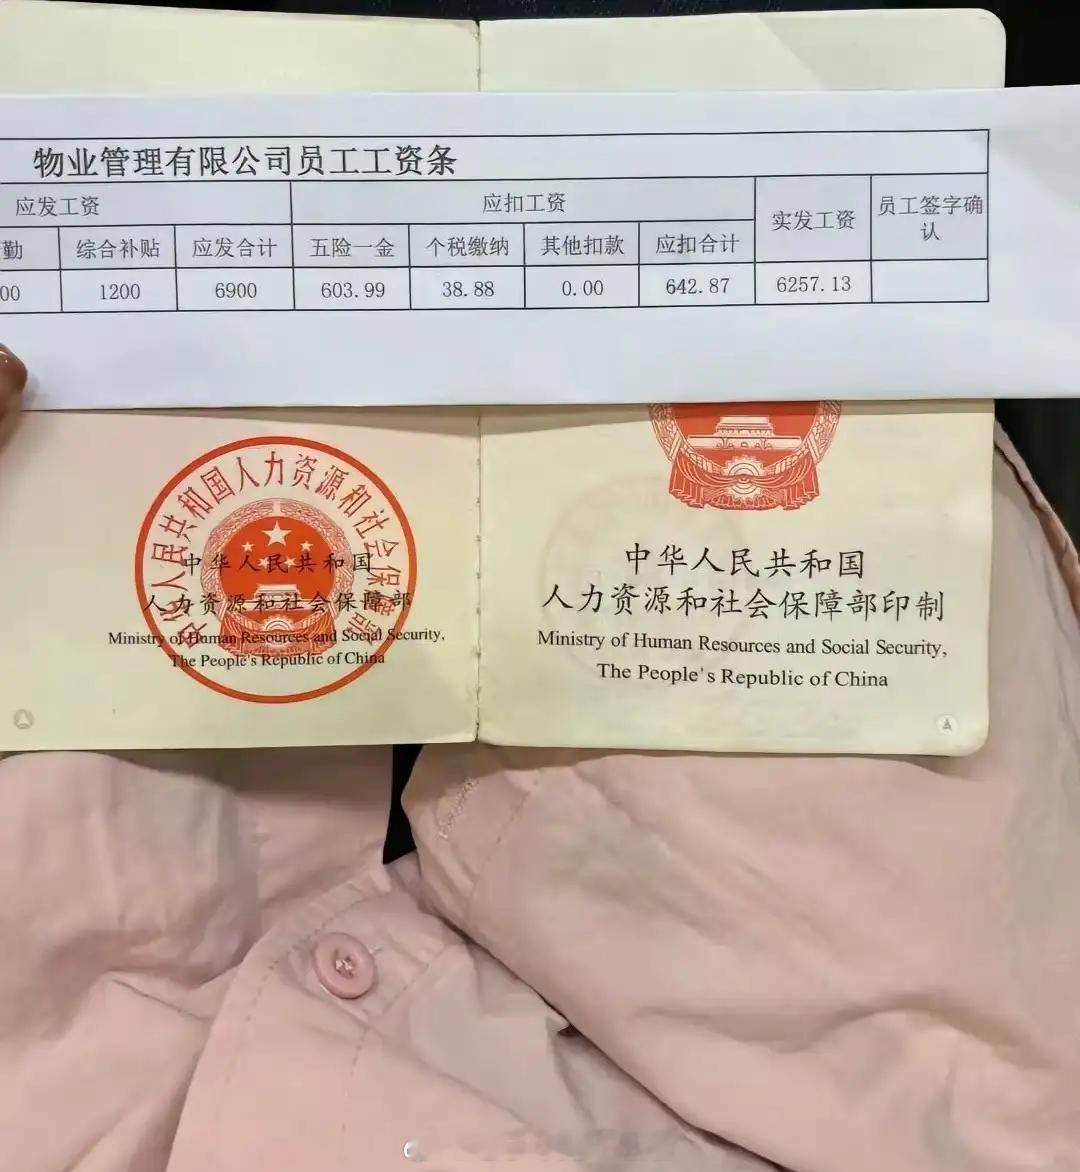 物业管理有限公司员工工资条
应发工资 应扣工资 实发工资 员工签字确认
勤 综合补贴 应发合计 五险一金 个税缴纳 其他扣款 应扣合计
00 1200 6900 603.99 38.88 0.00 642.87 6257.13
中华人民共和国人力资源和社会保障部
中华人民共和国
人力资源和社会保障部
Ministry of Human Resources and Social Security,
The People's Republic of China
中华人民共和国
人力资源和社会保障部印制
Ministry of Human Resources and Social Security,
The People's Republic of China